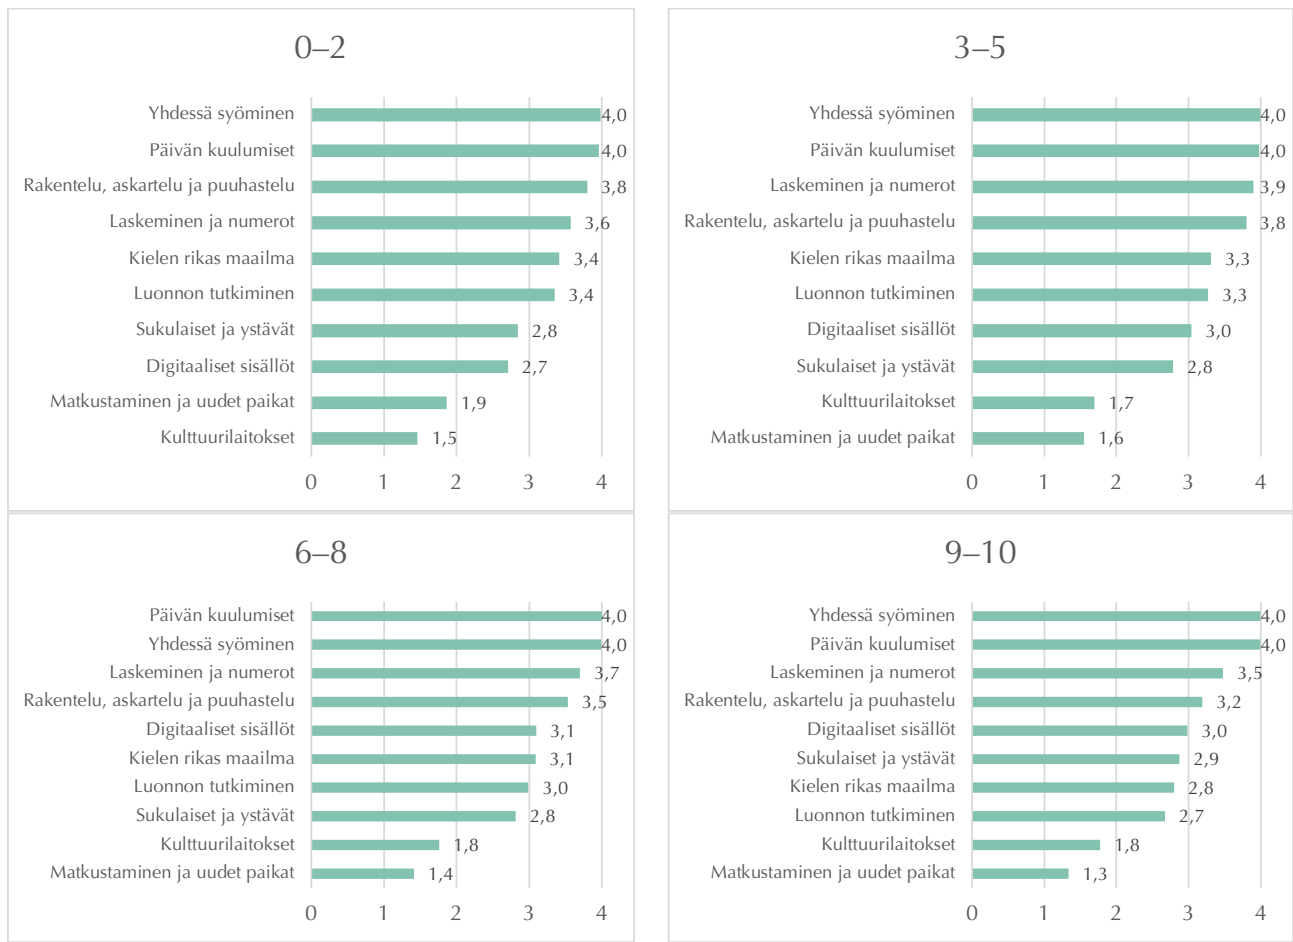 0–2
Yhdessä syöminen 4,0
Päivän kuulumiset 4,0
Rakentelu, askartelu ja puuhastelu 3,8
Laskeminen ja numerot 3,6
Kielen rikas maailma 3,4
Luonnon tutkiminen 3,4
Sukulaiset ja ystävät 2,8
Digitaaliset sisällöt 2,7
Matkustaminen ja uudet paikat 1,9
Kulttuurilaitokset 1,5
0 1 2 3 4
3–5
Yhdessä syöminen 4,0
Päivän kuulumiset 4,0
Laskeminen ja numerot 3,9
Rakentelu, askartelu ja puuhastelu 3,8
Kielen rikas maailma 3,3
Luonnon tutkiminen 3,3
Digitaaliset sisällöt 3,0
Sukulaiset ja ystävät 2,8
Kulttuurilaitokset 1,7
Matkustaminen ja uudet paikat 1,6
0 1 2 3 4
6–8
Päivän kuulumiset 4,0
Yhdessä syöminen 4,0
Laskeminen ja numerot 3,7
Rakentelu, askartelu ja puuhastelu 3,5
Digitaaliset sisällöt 3,1
Kielen rikas maailma 3,1
Luonnon tutkiminen 3,0
Sukulaiset ja ystävät 2,8
Kulttuurilaitokset 1,8
Matkustaminen ja uudet paikat 1,4
0 1 2 3 4
9–10
Yhdessä syöminen 4,0
Päivän kuulumiset 4,0
Laskeminen ja numerot 3,5
Rakentelu, askartelu ja puuhastelu 3,2
Digitaaliset sisällöt 3,0
Sukulaiset ja ystävät 2,9
Kielen rikas maailma 2,8
Luonnon tutkiminen 2,7
Kulttuurilaitokset 1,8
Matkustaminen ja uudet paikat 1,3
0 1 2 3 4